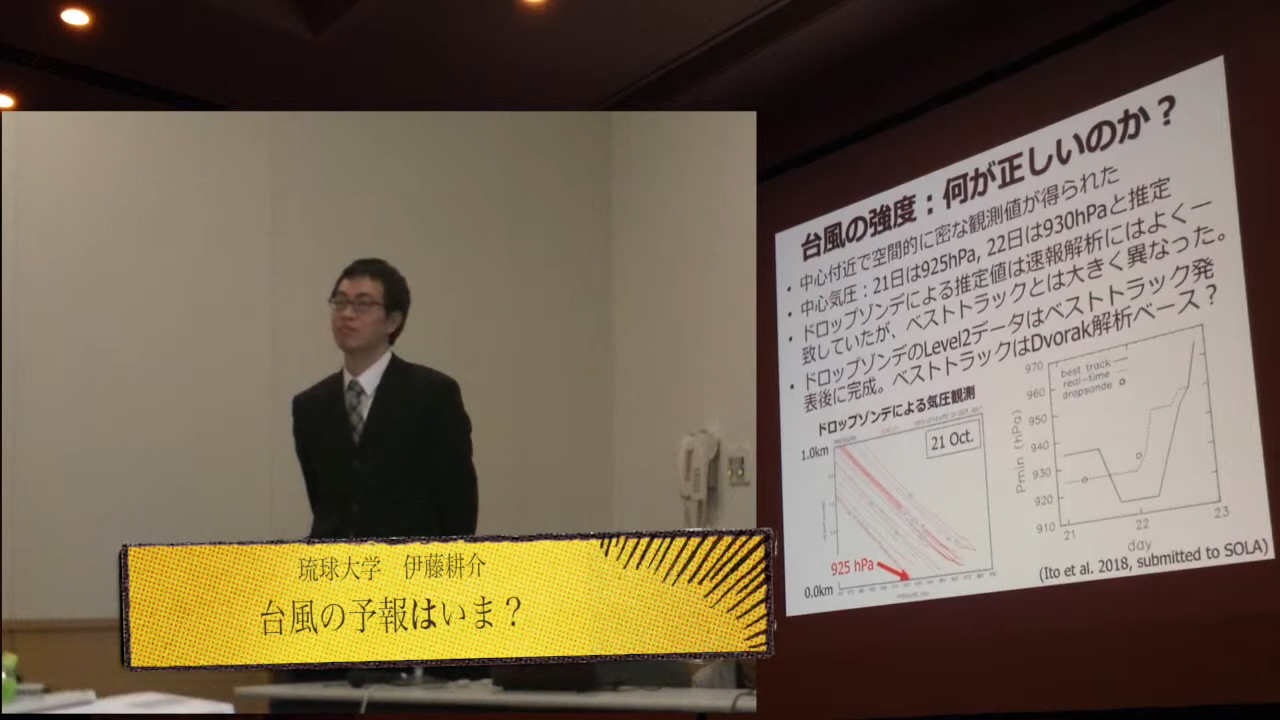 台風の強度：何が正しいのか？
・中心付近で空間的に密な観測値が得られた
・中心気圧：21日は925hPa, 22日は930hPaと推定
・ドロップゾンデによる推定値は速報解析にはよく一
致していたが、ベストトラックとは大きく異なった。
・ドロップゾンデのLevel2データはベストトラック発
表後に完成。ベストトラックはDvorak解析ベース？
ドロップゾンデによる気圧観測
21 Oct.
1.0km
925 hPa
0.0km
best track
real-time
dropsonde
Pmin (hPa)
970
960
950
940
930
920
910
21
22
23
day
(Ito et al. 2018, submitted to SOLA)
琉球大学 伊藤耕介
台風の予報はいま？